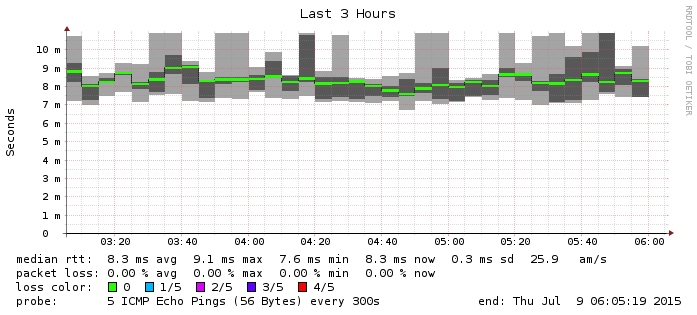 Last 3 Hours
RRDTOOL / TOBI OETIKER
Seconds
10 m
9 m
8 m
7 m
6 m
5 m
4 m
3 m
2 m
1 m
0
03:20 03:40 04:00 04:20 04:40 05:00 05:20 05:40 06:00
median rtt: 8.3 ms avg 9.1 ms max 7.6 ms min 8.3 ms now 0.3 ms sd 25.9 am/s
packet loss: 0.00 % avg 0.00 % max 0.00 % min 0.00 % now
loss color: 0 1/5 2/5 3/5 4/5
probe: 5 ICMP Echo Pings (56 Bytes) every 300s end: Thu Jul 9 06:05:19 2015